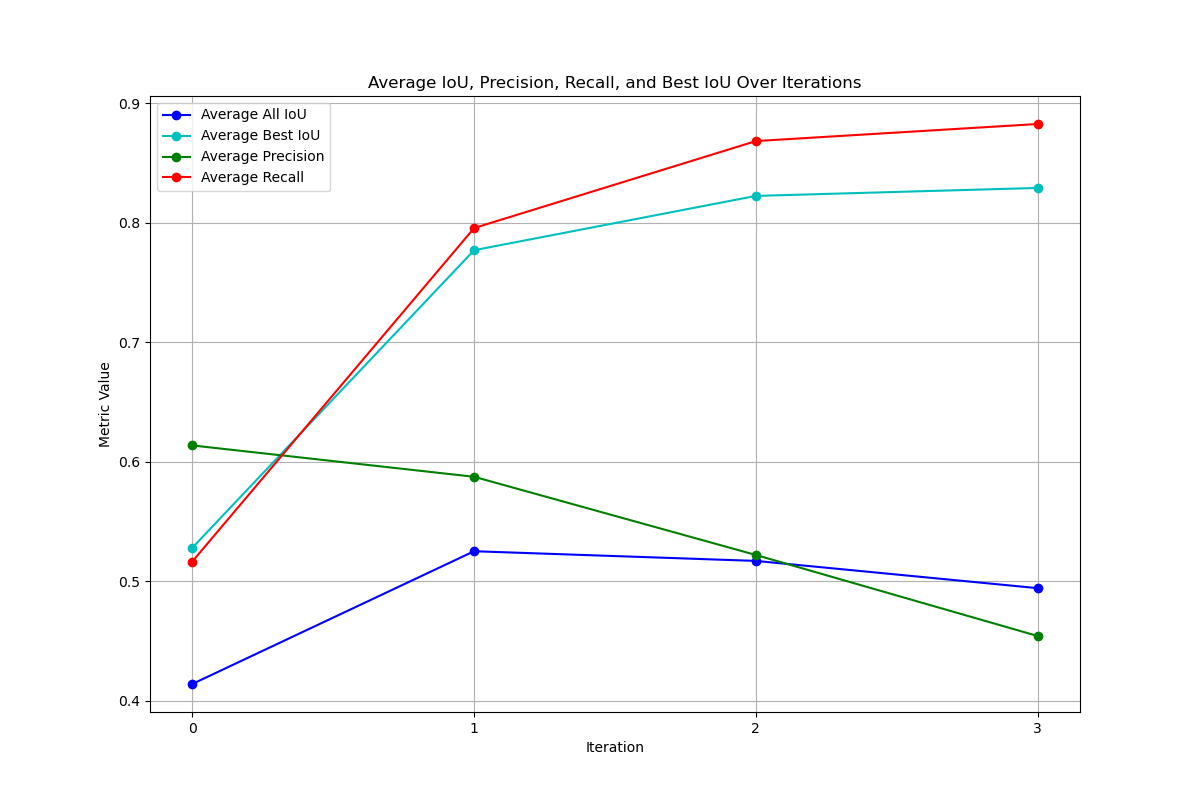 Average IoU, Precision, Recall, and Best IoU Over Iterations
Average All IoU
Average Best IoU
Average Precision
Average Recall
Metric Value
0.9
0.8
0.7
0.6
0.5
0.4
0 1 2 3
Iteration